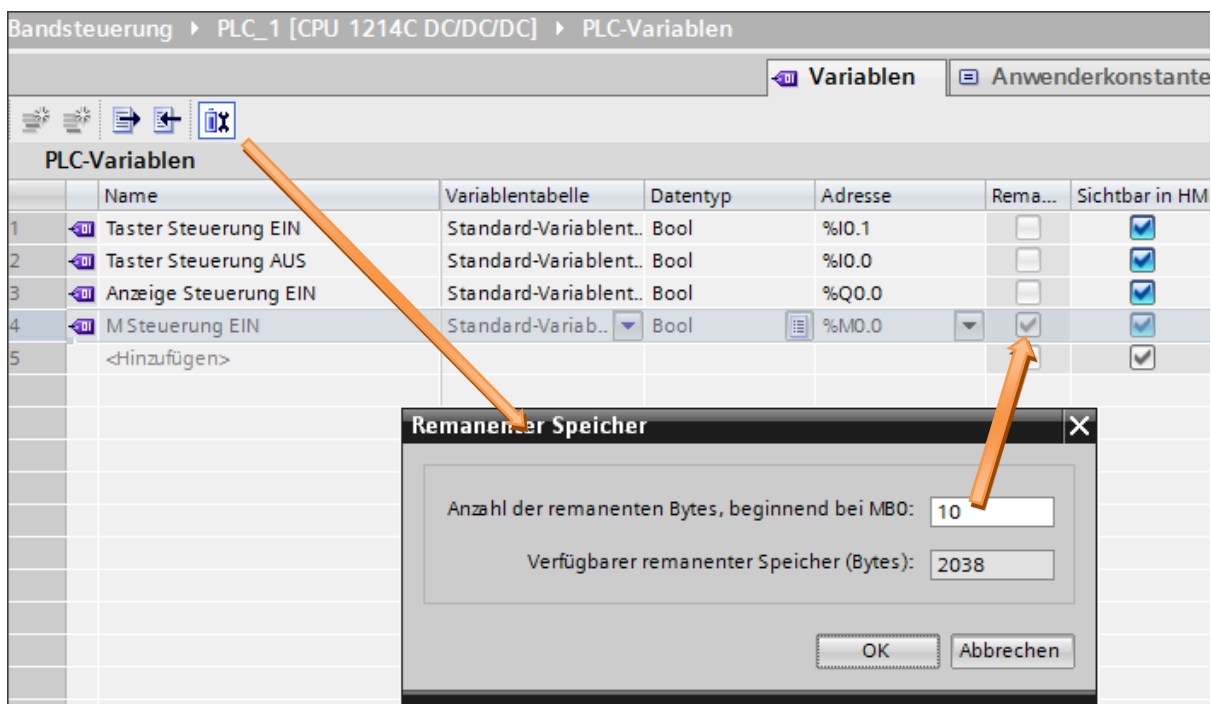 Bandsteuerung ▸ PLC_1 [CPU 1214C DC/DC/DC] ▸ PLC-Variablen
Variablen Anwenderkonstante
PLC-Variablen
Name Variablentabelle Datentyp Adresse Rema... Sichtbar in HM
1 Taster Steuerung EIN Standard-Variablent.. Bool %I0.1
2 Taster Steuerung AUS Standard-Variablent.. Bool %I0.0
3 Anzeige Steuerung EIN Standard-Variablent.. Bool %Q0.0
4 M Steuerung EIN Standard-Variab.. Bool %M0.0
5 <Hinzufügen>
Remanenter Speicher
Anzahl der remanenten Bytes, beginnend bei MB0: 10
Verfügbarer remanenter Speicher (Bytes): 2038
OK Abbrechen